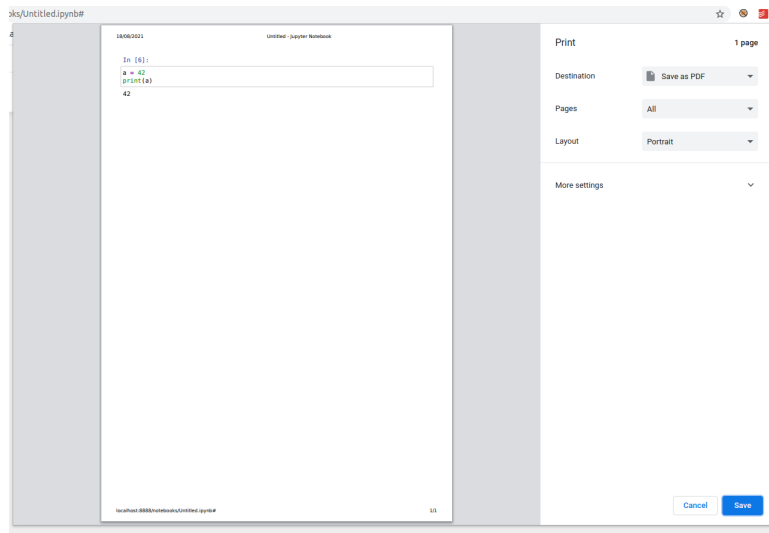 oks/Untitled.ipynb#
18/08/2021 Untitled - Jupyter Notebook
In [6]:
a = 42
print(a)
42
localhost:8888/notebooks/Untitled.ipynb# 1/1
Print 1 page
Destination Save as PDF
Pages All
Layout Portrait
More settings
Cancel Save